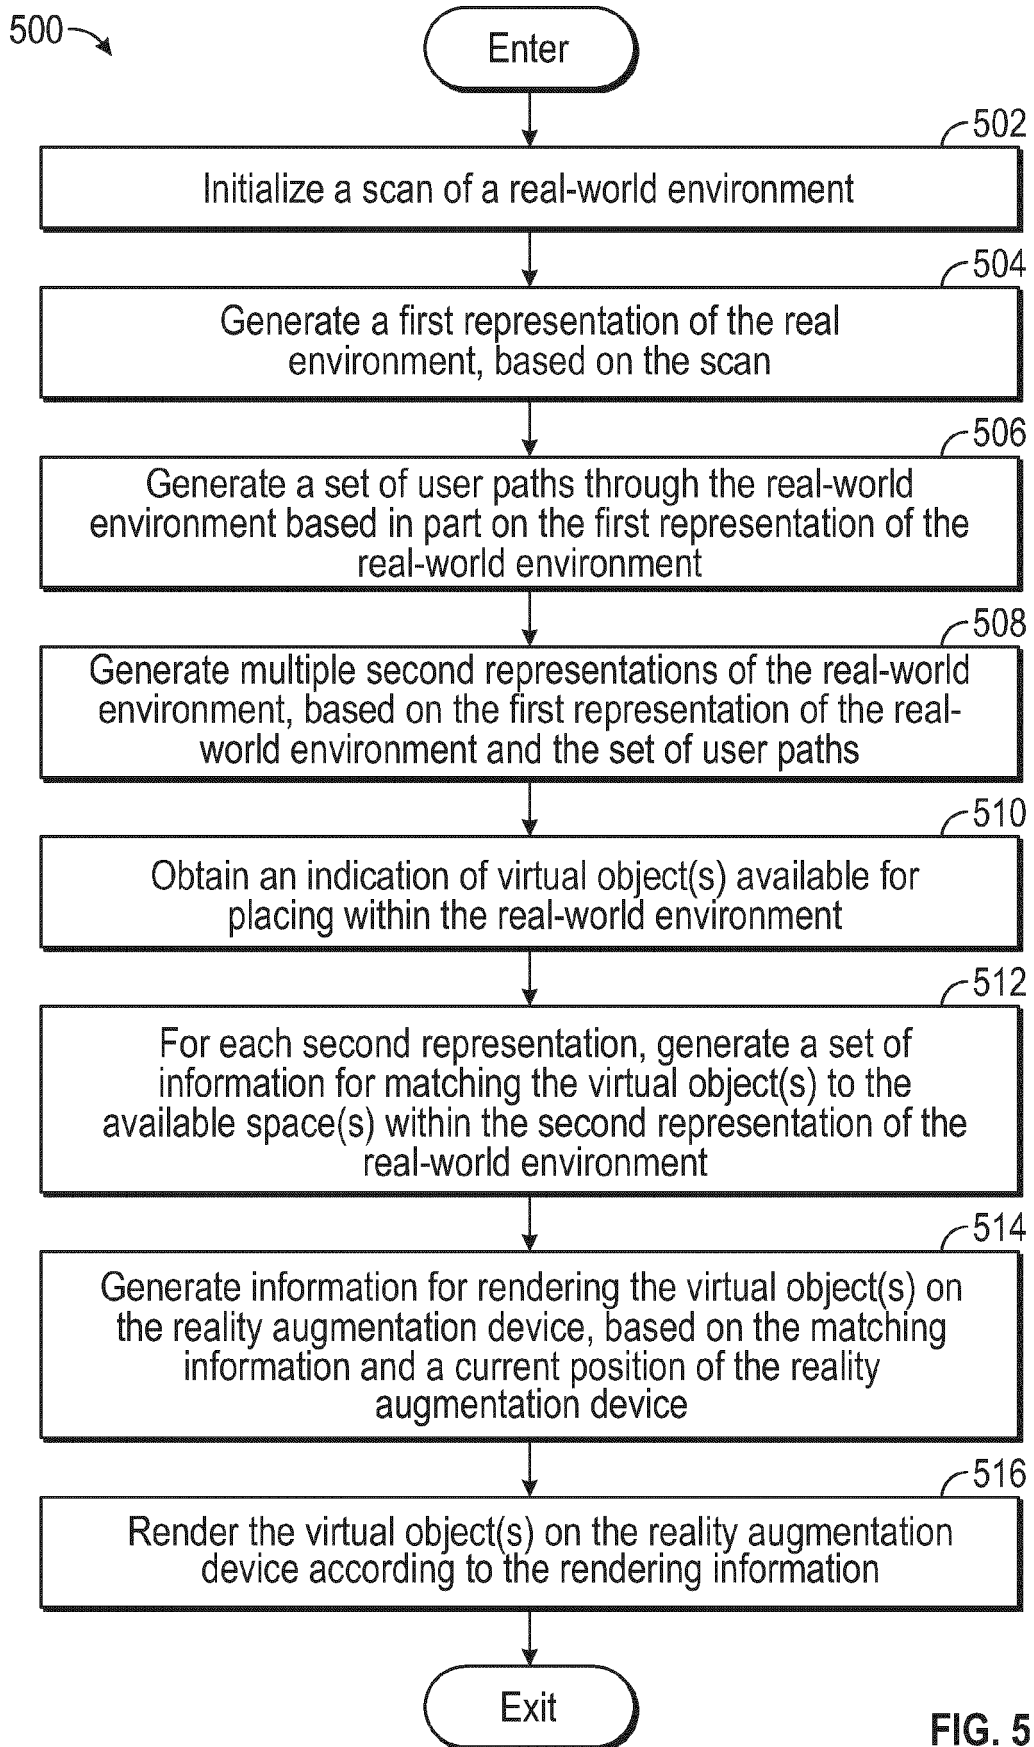 500
Enter
502
Initialize a scan of a real-world environment
504
Generate a first representation of the real
environment, based on the scan
506
Generate a set of user paths through the real-world
environment based in part on the first representation of the
real-world environment
508
Generate multiple second representations of the real-world
environment, based on the first representation of the real-
world environment and the set of user paths
510
Obtain an indication of virtual object(s) available for
placing within the real-world environment
512
For each second representation, generate a set of
information for matching the virtual object(s) to the
available space(s) within the second representation of the
real-world environment
514
Generate information for rendering the virtual object(s) on
the reality augmentation device, based on the matching
information and a current position of the reality
augmentation device
516
Render the virtual object(s) on the reality augmentation
device according to the rendering information
Exit
FIG. 5